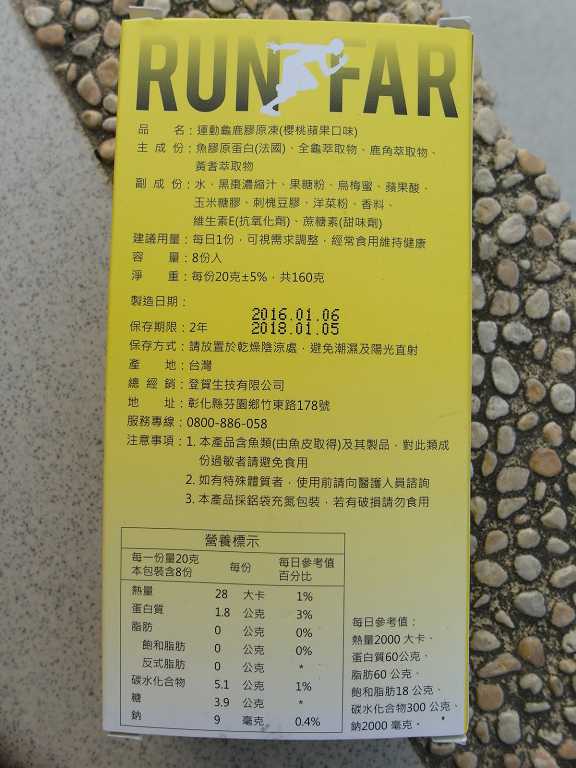 RUN FAR
品 名：運動龜鹿膠原凍(櫻桃蘋果口味)
主 成 份：魚膠原蛋白(法國)、全龜萃取物、鹿角萃取物、
黃耆萃取物
副 成 份：水、黑棗濃縮汁、果糖粉、烏梅蜜、蘋果酸、
玉米糖膠、刺槐豆膠、洋菜粉、香料、
維生素E(抗氧化劑)、蔗糖素(甜味劑)
建議用量：每日1份，可視需求調整，經常食用維持健康
容 量：8份入
淨 重：每份20克±5%，共160克
製造日期：
2016.01.06
保存期限：2年
2018.01.05
保存方式：請放置於乾燥陰涼處，避免潮濕及陽光直射
產 地：台灣
總 經 銷：登賀生技有限公司
地 址：彰化縣芬園鄉竹東路178號
服務專線：0800-886-058
注意事項：1. 本產品含魚類(由魚皮取得)及其製品，對此類成
份過敏者請避免食用
2. 如有特殊體質者，使用前請向醫護人員諮詢
3. 本產品採鋁袋充氮包裝，若有破損請勿食用
營養標示
每一份量20克
本包裝含8份
每份
每日參考值
百分比
熱量 28 大卡 1%
蛋白質 1.8 公克 3%
脂肪 0 公克 0%
飽和脂肪 0 公克 0%
反式脂肪 0 公克 *
碳水化合物 5.1 公克 1%
糖 3.9 公克 *
鈉 9 毫克 0.4%
每日參考值：
熱量2000 大卡、
蛋白質60公克、
脂肪60 公克、
飽和脂肪18 公克、
碳水化合物300 公克、
鈉2000 毫克。